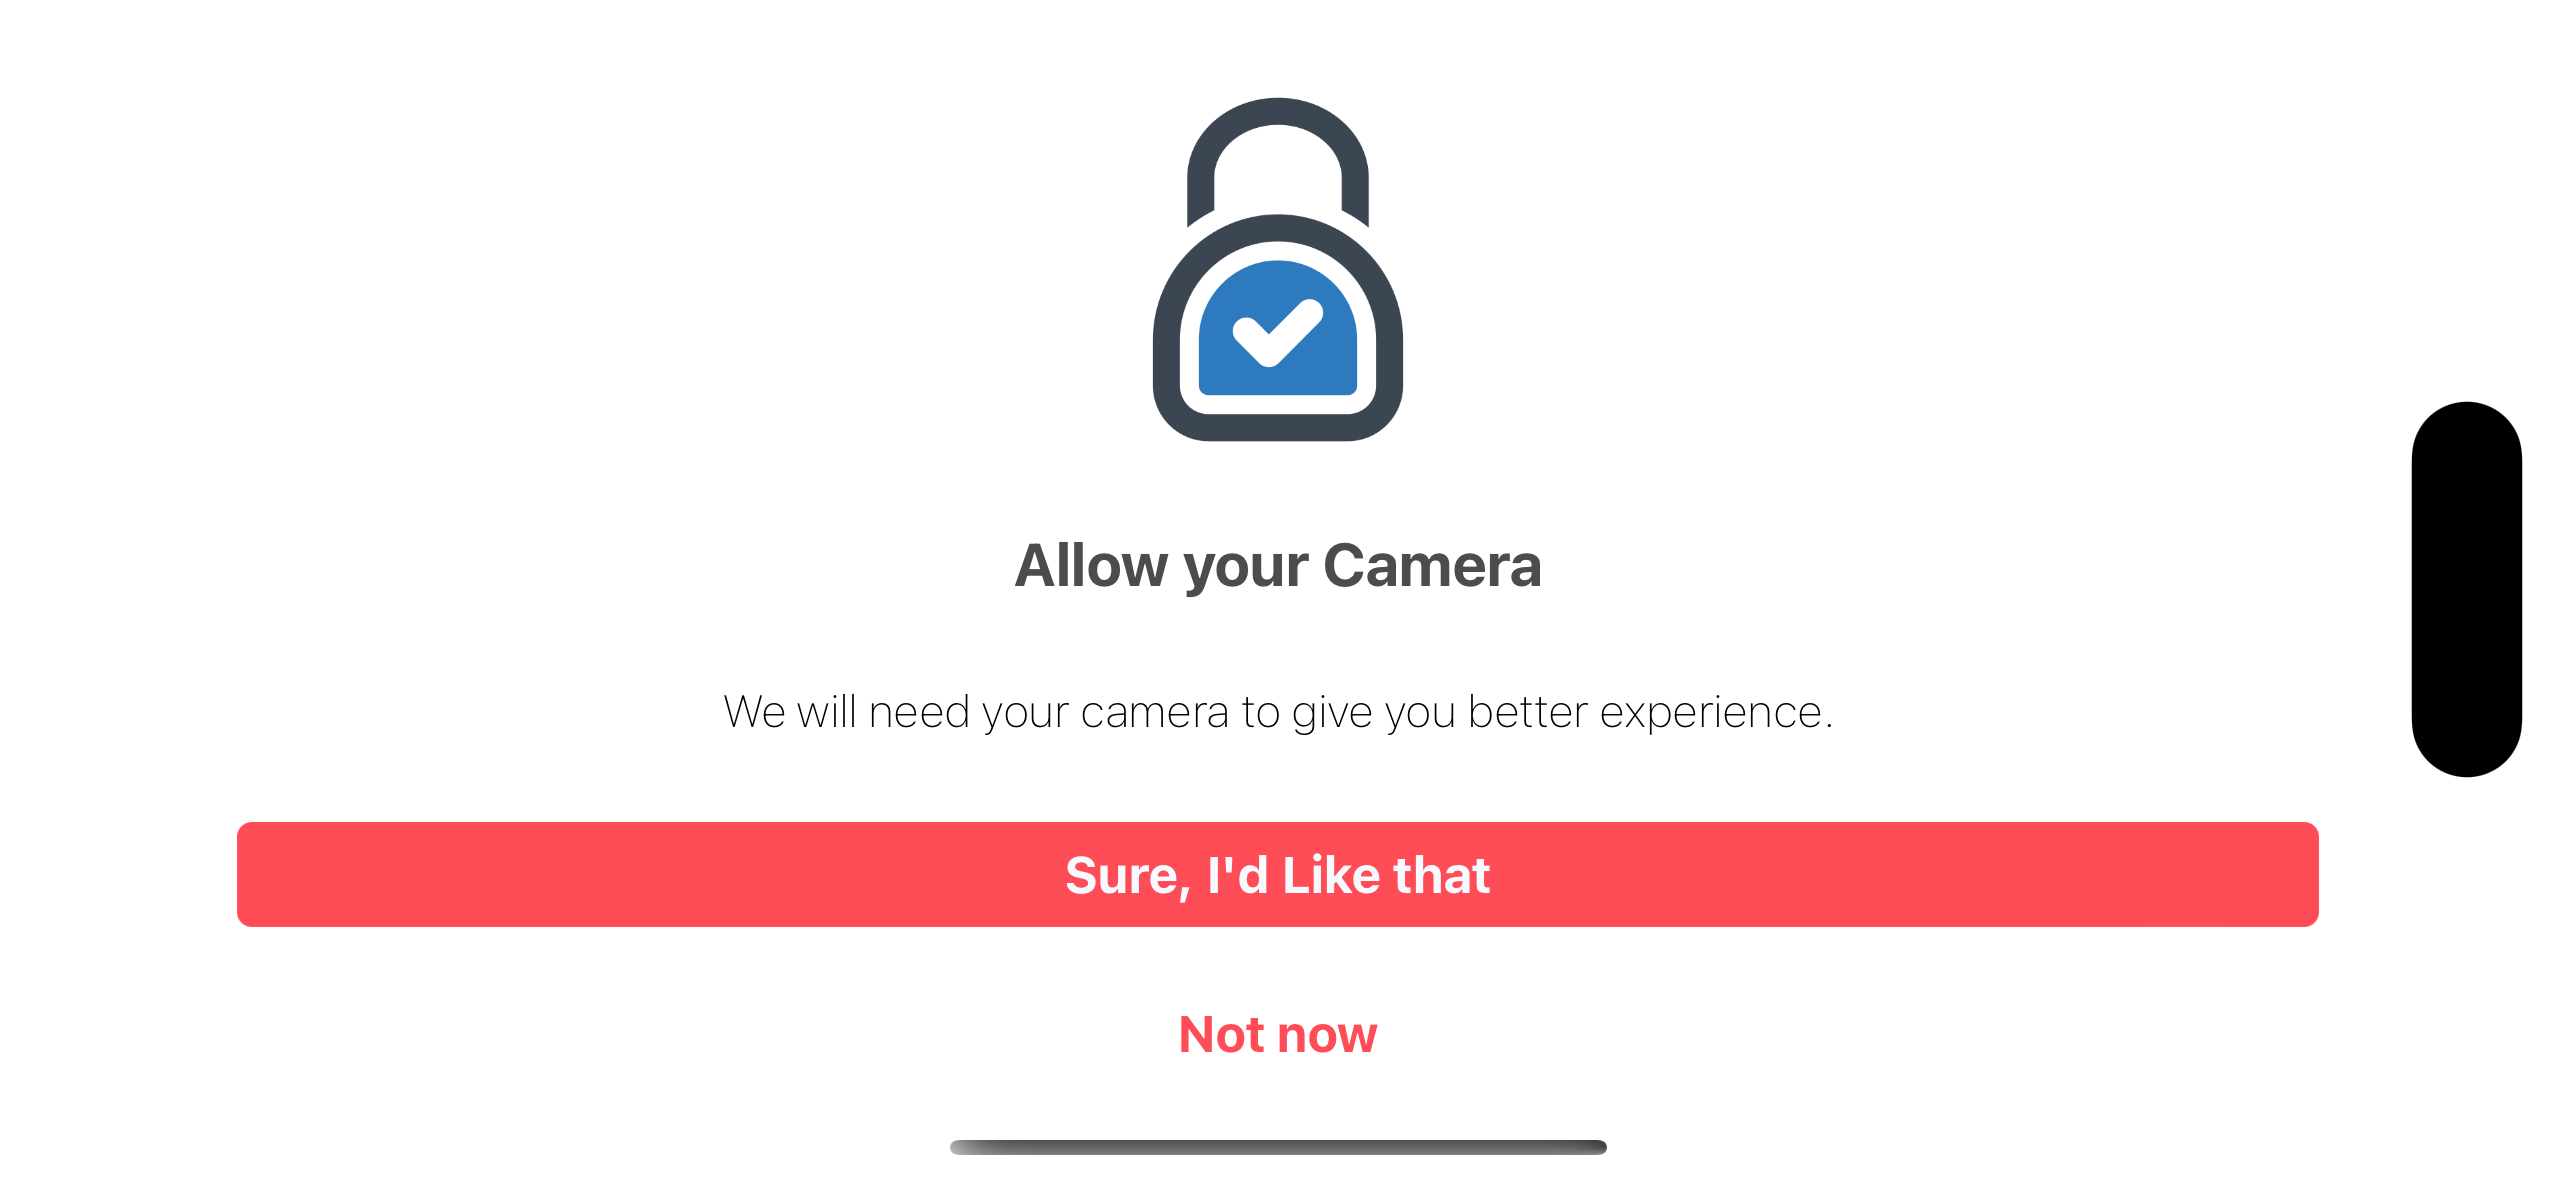 Allow your Camera
We will need your camera to give you better experience.
Sure, I'd Like that
Not now